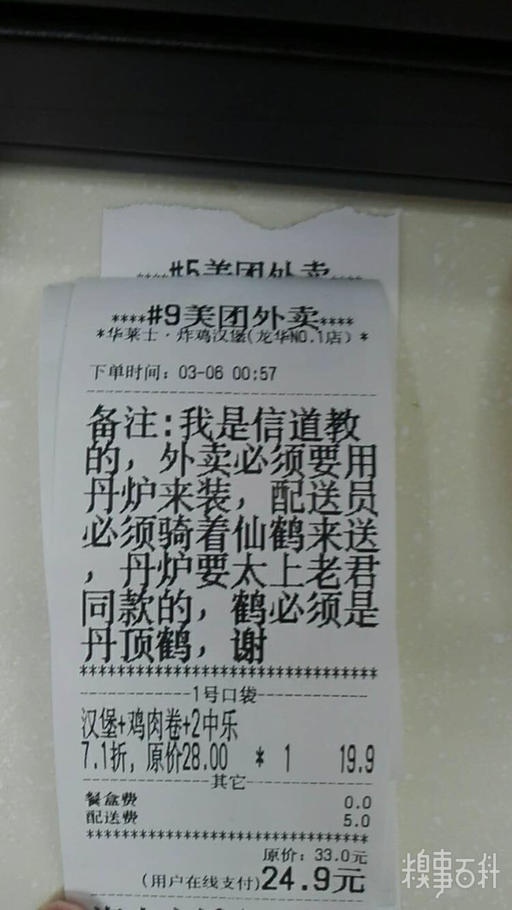 ****#5美团外卖****
****#9美团外卖****
*华莱士·炸鸡汉堡(龙华NO.1店)*
下单时间：03-06 00:57
备注:我是信道教
的，外卖必须要用
丹炉来装，配送员
必须骑着仙鹤来送
，丹炉要太上老君
同款的，鹤必须是
丹顶鹤，谢
********************************
1号口袋
汉堡+鸡肉卷+2中乐
7.1折，原价28.00 * 1 19.9
其它
餐盒费 0.0
配送费 5.0
********************************
原价：33.0元
(用户在线支付)24.9元
糗事百科